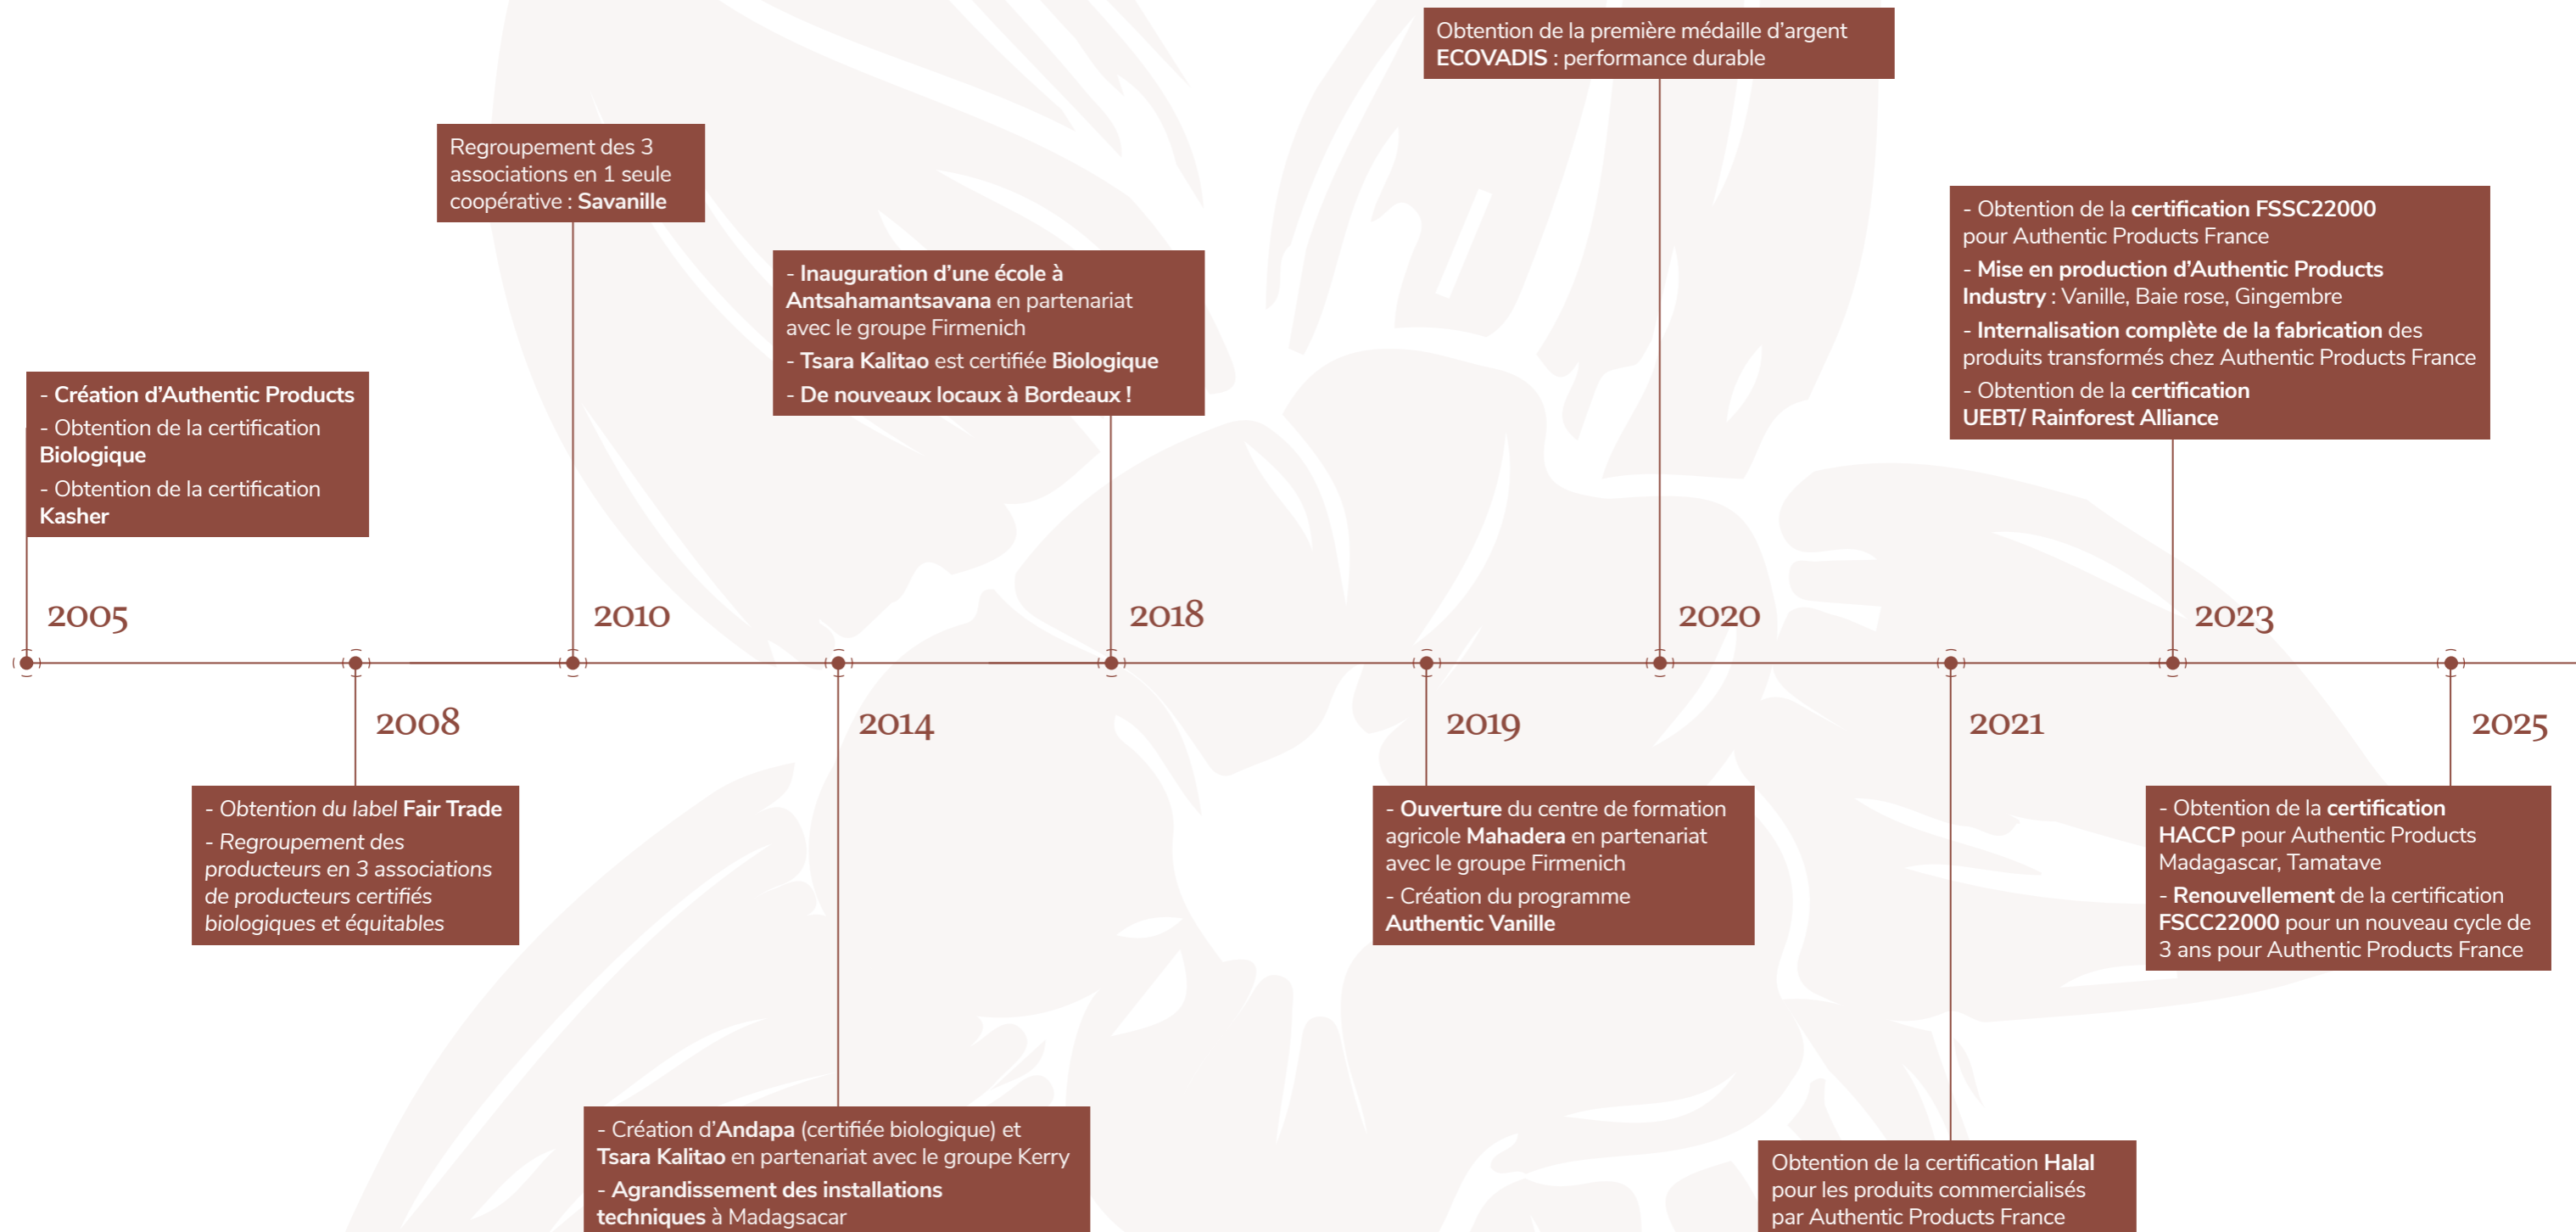 - Création d’Authentic Products
- Obtention de la certification
Biologique
- Obtention de la certification
Kasher
2005
2008
- Obtention du label Fair Trade
- Regroupement des
producteurs en 3 associations
de producteurs certifiés
biologiques et équitables
Regroupement des 3
associations en 1 seule
coopérative : Savanille
2010
2014
- Création d’Andapa (certifiée biologique) et
Tsara Kalitao en partenariat avec le groupe Kerry
- Agrandissement des installations
techniques à Madagsacar
- Inauguration d’une école à
Antsahamantsavana en partenariat
avec le groupe Firmenich
- Tsara Kalitao est certifiée Biologique
- De nouveaux locaux à Bordeaux !
2018
2019
- Ouverture du centre de formation
agricole Mahadera en partenariat
avec le groupe Firmenich
- Création du programme
Authentic Vanille
Obtention de la première médaille d’argent
ECOVADIS : performance durable
2020
2021
Obtention de la certification Halal
pour les produits commercialisés
par Authentic Products France
- Obtention de la certification FSSC22000
pour Authentic Products France
- Mise en production d’Authentic Products
Industry : Vanille, Baie rose, Gingembre
- Internalisation complète de la fabrication des
produits transformés chez Authentic Products France
- Obtention de la certification
UEBT/ Rainforest Alliance
2023
2025
- Obtention de la certification
HACCP pour Authentic Products
Madagascar, Tamatave
- Renouvellement de la certification
FSCC22000 pour un nouveau cycle de
3 ans pour Authentic Products France